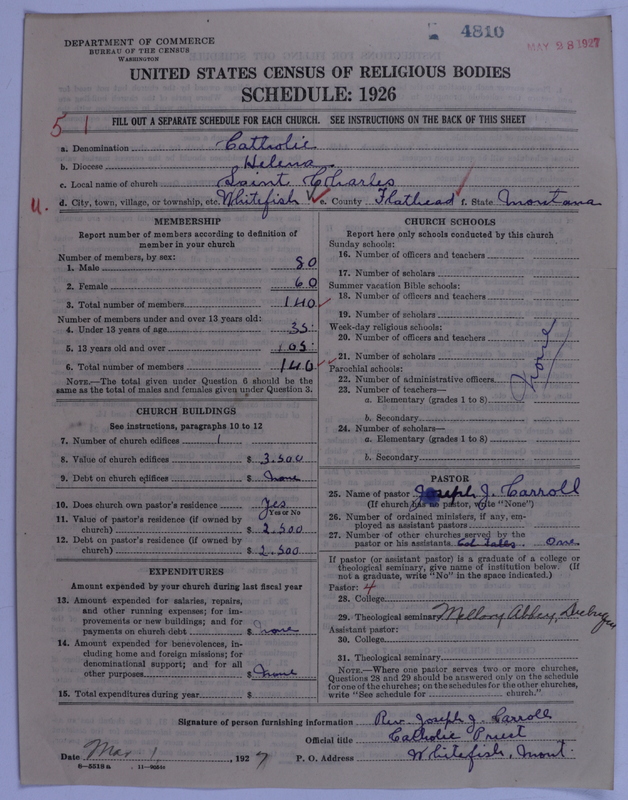 4810
MAY 28 1927
DEPARTMENT OF COMMERCE
BUREAU OF THE CENSUS
WASHINGTON
UNITED STATES CENSUS OF RELIGIOUS BODIES
SCHEDULE: 1926
51
FILL OUT A SEPARATE SCHEDULE FOR EACH CHURCH. SEE INSTRUCTIONS ON THE BACK OF THIS SHEET
a. Denomination Catholic
b. Diocese Helena
c. Local name of church Saint Charles
u. d. City, town, village, or township, etc. Whitefish e. County Flathead f. State Montana
MEMBERSHIP
Report number of members according to definition of
member in your church
Number of members, by sex:
1. Male 80
2. Female 60
3. Total number of members 140
Number of members under and over 13 years old:
4. Under 13 years of age 35
5. 13 years old and over 105
6. Total number of members 140
NOTE.—The total given under Question 6 should be
same as the total of males and females given under Question 3.
CHURCH BUILDINGS
See instructions, paragraphs 10 to 12
7. Number of church edifices 1
8. Value of church edifices $ 3.500
9. Debt on church edifices $ none
10. Does church own pastor's residence Yes
Yes or No
11. Value of pastor's residence (if owned by
church) $ 2.500
12. Debt on pastor's residence (if owned by
church) $ 2.500
EXPENDITURES
Amount expended by your church during last fiscal year
13. Amount expended for salaries, repairs,
and other running expenses; for im-
provements or new buildings; and for
payments on church debt $ none
14. Amount expended for benevolences, in-
cluding home and foreign missions; for
denominational support; and for all
other purposes $ none
15. Total expenditures during year $
CHURCH SCHOOLS
Report here only schools conducted by this church
Sunday schools:
16. Number of officers and teachers
17. Number of scholars
Summer vacation Bible schools:
18. Number of officers and teachers
19. Number of scholars
Week-day religious schools:
20. Number of officers and teachers
21. Number of scholars
none
Parochial schools:
22. Number of administrative officers
23. Number of teachers—
a. Elementary (grades 1 to 8)
b. Secondary
24. Number of scholars—
a. Elementary (grades 1 to 8)
b. Secondary
PASTOR
25. Name of pastor Joseph J. Carroll
(If church has no pastor, write "None")
26. Number of ordained ministers, if any, em-
ployed as assistant pastors
27. Number of other churches served by the
pastor or his assistants Col Falls. One
If pastor (or assistant pastor) is a graduate of a college or
theological seminary, give name of institution below. (If
not a graduate, write "No" in the space indicated.)
Pastor: 4
28. College
29. Theological seminary Mellory Abbey,
Assistant pastor:
30. College
31. Theological seminary
NOTE.—Where one pastor serves two or more churches,
Questions 28 and 29 should be answered only on the schedule
for one of the churches; on the schedules for the other churches,
write "See schedule for church."
Signature of person furnishing information Rev. Joseph J. Carroll
Official title Catholic Priest
Date May 1, 1927 P. O. Address Whitefish, Mont.
8—5518a 11—90544